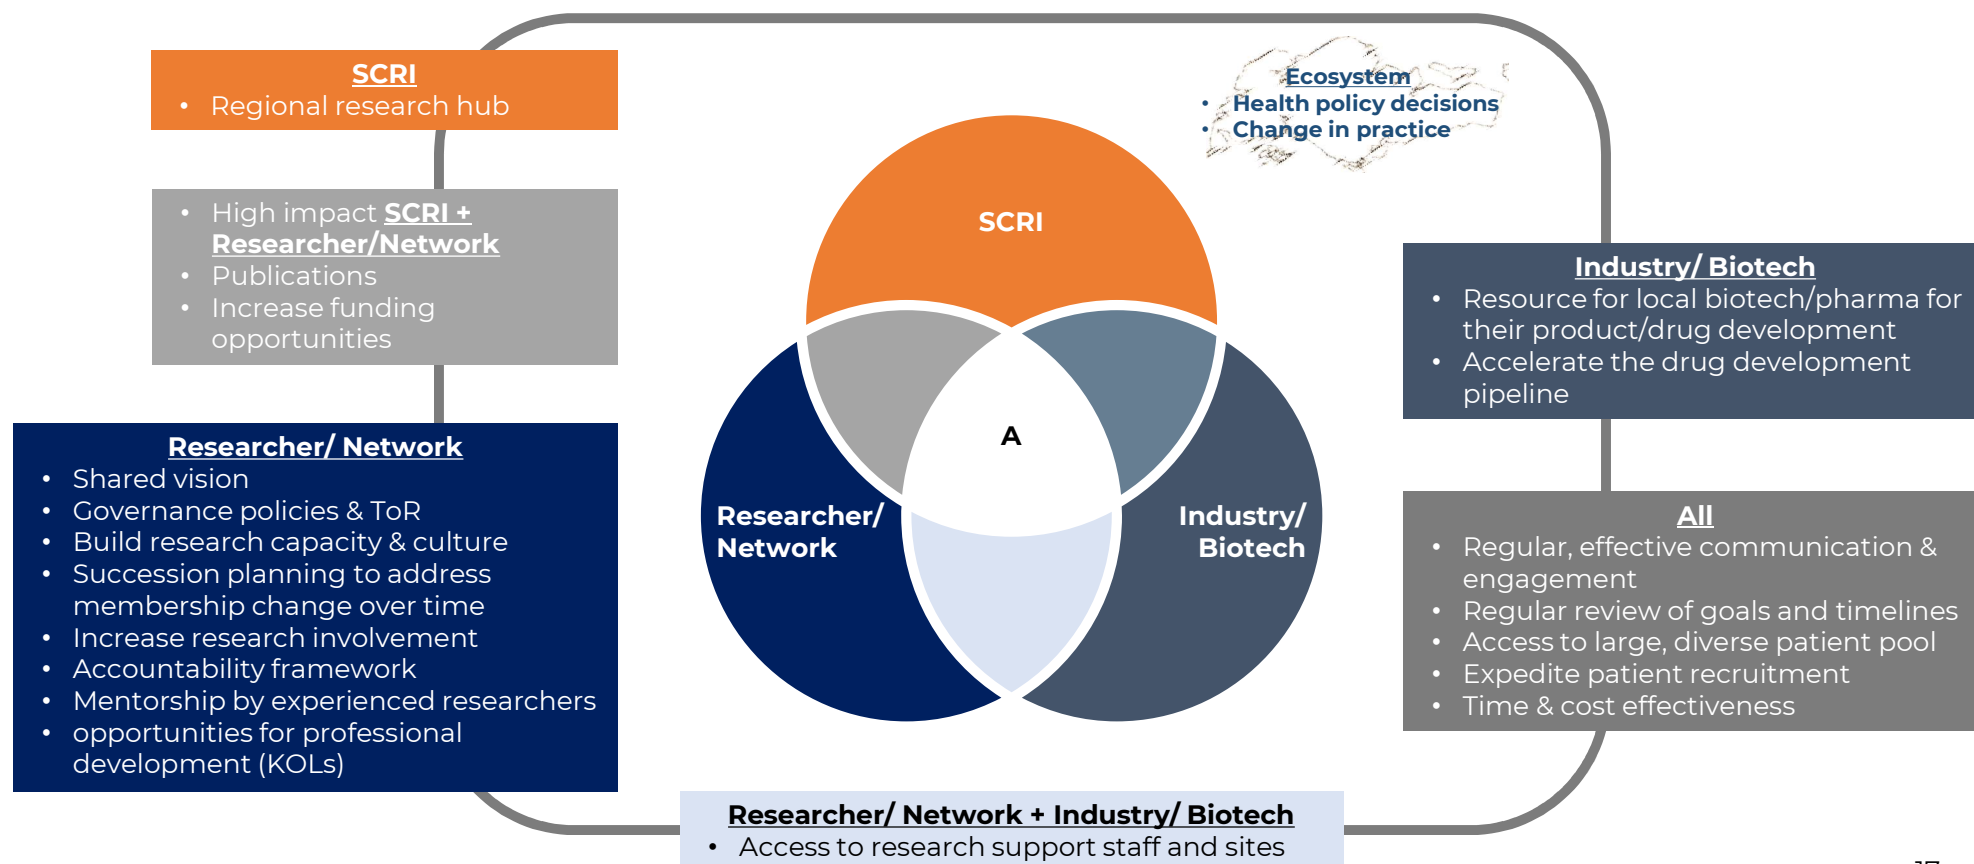 SCRI
• Regional research hub
• High impact SCRI +
Researcher/Network
• Publications
• Increase funding
opportunities
Researcher/ Network
• Shared vision
• Governance policies & ToR
• Build research capacity & culture
• Succession planning to address
membership change over time
• Increase research involvement
• Accountability framework
• Mentorship by experienced researchers
• opportunities for professional
development (KOLs)
Ecosystem
• Health policy decisions
• Change in practice
SCRI
A
Researcher/
Network
Industry/
Biotech
Industry/ Biotech
• Resource for local biotech/pharma for
their product/drug development
• Accelerate the drug development
pipeline
All
• Regular, effective communication &
engagement
• Regular review of goals and timelines
• Access to large, diverse patient pool
• Expedite patient recruitment
• Time & cost effectiveness
Researcher/ Network + Industry/ Biotech
• Access to research support staff and sites